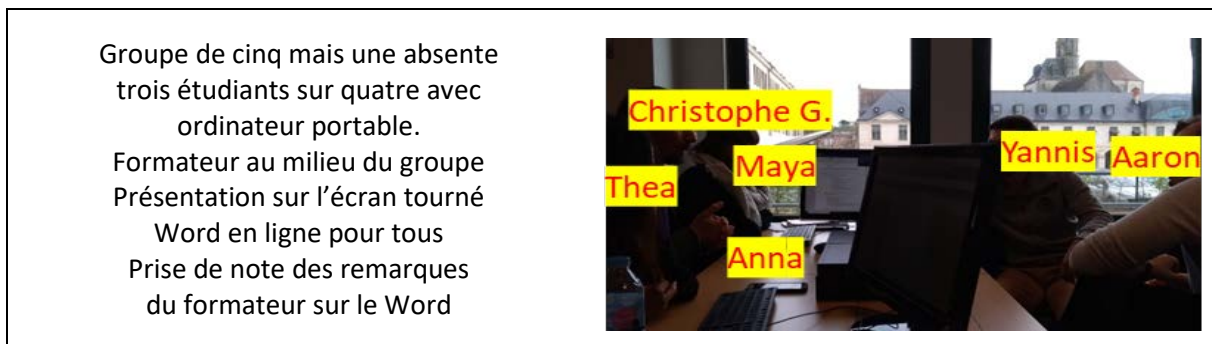 Groupe de cinq mais une absente
trois étudiants sur quatre avec
ordinateur portable.
Formateur au milieu du groupe
Présentation sur l’écran tourné
Word en ligne pour tous
Prise de note des remarques
du formateur sur le Word
Christophe G.
Maya
Yannis
Aaron
Thea
Anna